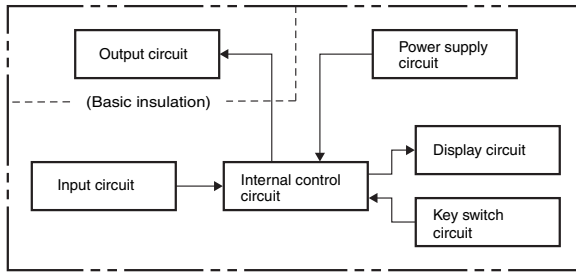 Output circuit
Power supply
circuit
(Basic insulation)
Display circuit
Input circuit
Internal control
circuit
Key switch
circuit